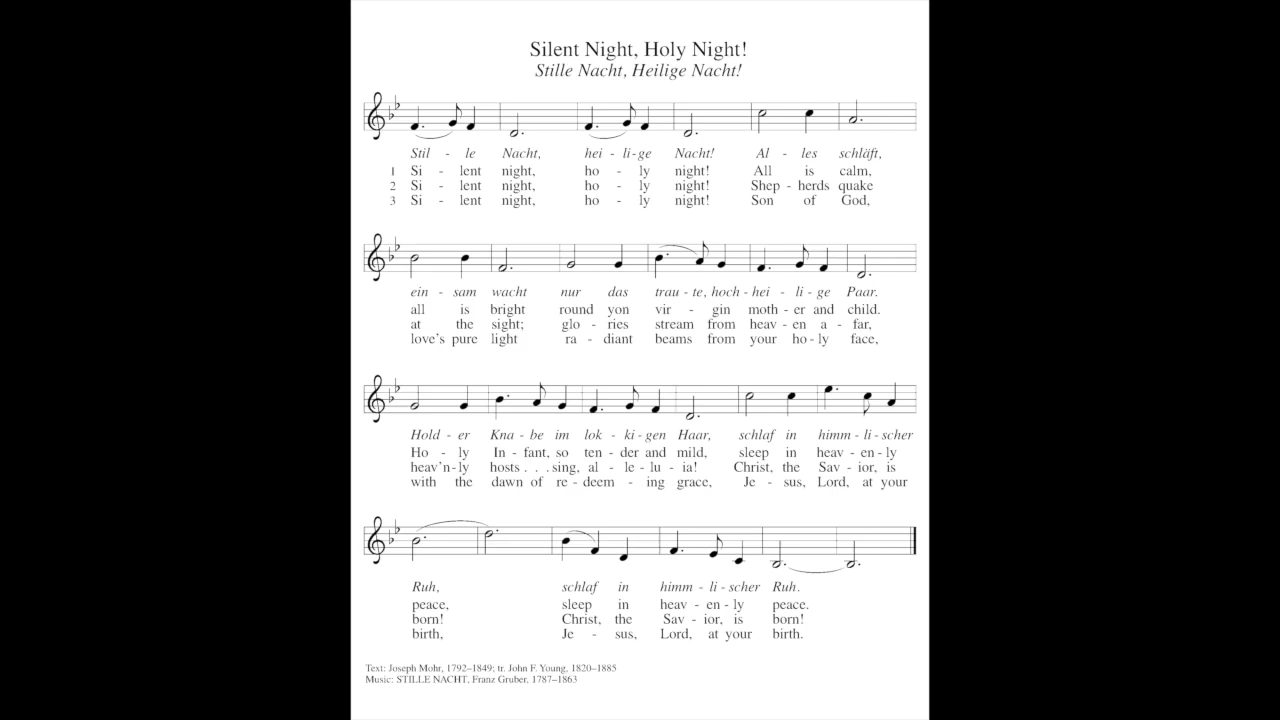 Silent Night, Holy Night!
Stille Nacht, Heilige Nacht!
Stil - le Nacht, hei - li - ge Nacht! Al - les schläft,
1 Si - lent night, ho - ly night! All is calm,
2 Si - lent night, ho - ly night! Shep - herds quake
3 Si - lent night, ho - ly night! Son of God,
ein - sam wacht nur das trau - te, hoch - hei - li - ge Paar.
all is bright round yon vir - gin moth - er and child.
at the sight; glo - ries stream from heav - en a - far,
love's pure light ra - diant beams from your ho - ly face,
Hold - er Kna - be im lok - ki - gen Haar, schlaf in himm - li - scher
Ho - ly In - fant, so ten - der and mild, sleep in heav - en - ly
heav'n - ly hosts . . . sing, al - le - lu - ia! Christ, the Sav - ior, is
with the dawn of re - deem - ing grace, Je - sus, Lord, at your
Ruh, schlaf in himm - li - scher Ruh.
peace, sleep in heav - en - ly peace.
born! Christ, the Sav - ior, is born!
birth, Je - sus, Lord, at your birth.
Text: Joseph Mohr, 1792–1849; tr. John F. Young, 1820–1885
Music: STILLE NACHT, Franz Gruber, 1787–1863